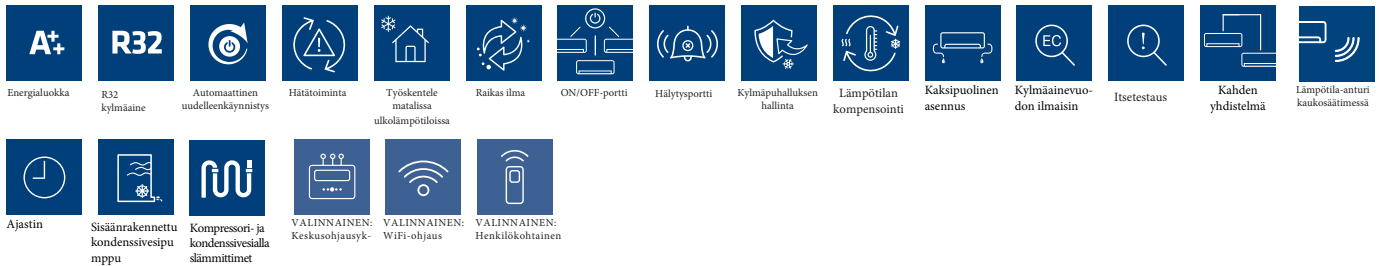 A++
R32
EC
Energialuokka
R32
kylmäaine
Automaattinen
uudelleenkäynnistys
Hätätoiminta
Työskentele
matalissa
ulkolämpötiloissa
Raikas ilma
ON/OFF-portti
Hälytysportti
Kylmäpuhalluksen
hallinta
Lämpötilan
kompensointi
Kaksipuolinen
asennus
Kylmäainevuo-
don ilmaisin
Itsetestaus
Kahden
yhdistelmä
Lämpötila-anturi
kaukosäätimessä
Ajastin
Sisäänrakennettu
kondenssivesipu
mppu
Kompressori- ja
kondenssivesialla
slämmittimet
VALINNAINEN:
Keskusohjausyk-
VALINNAINEN:
WiFi-ohjaus
VALINNAINEN:
Henkilökohtainen